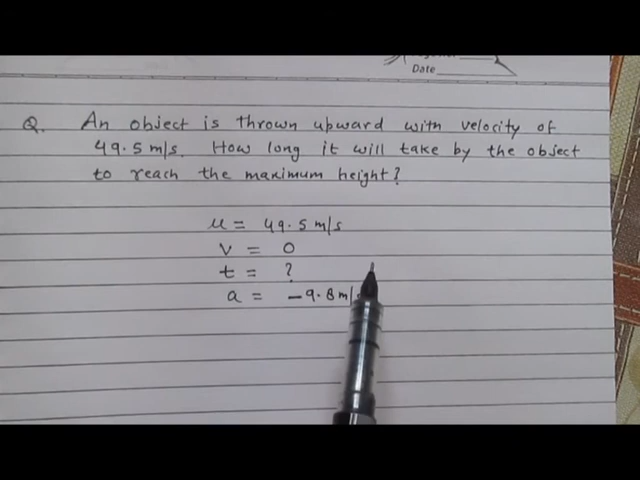 Date
Q. An object is thrown upward with velocity of
49.5 m/s. How long it will take by the object
to reach the maximum height?
u = 49.5 m/s
v = 0
t = ?
a = -9.8 m/